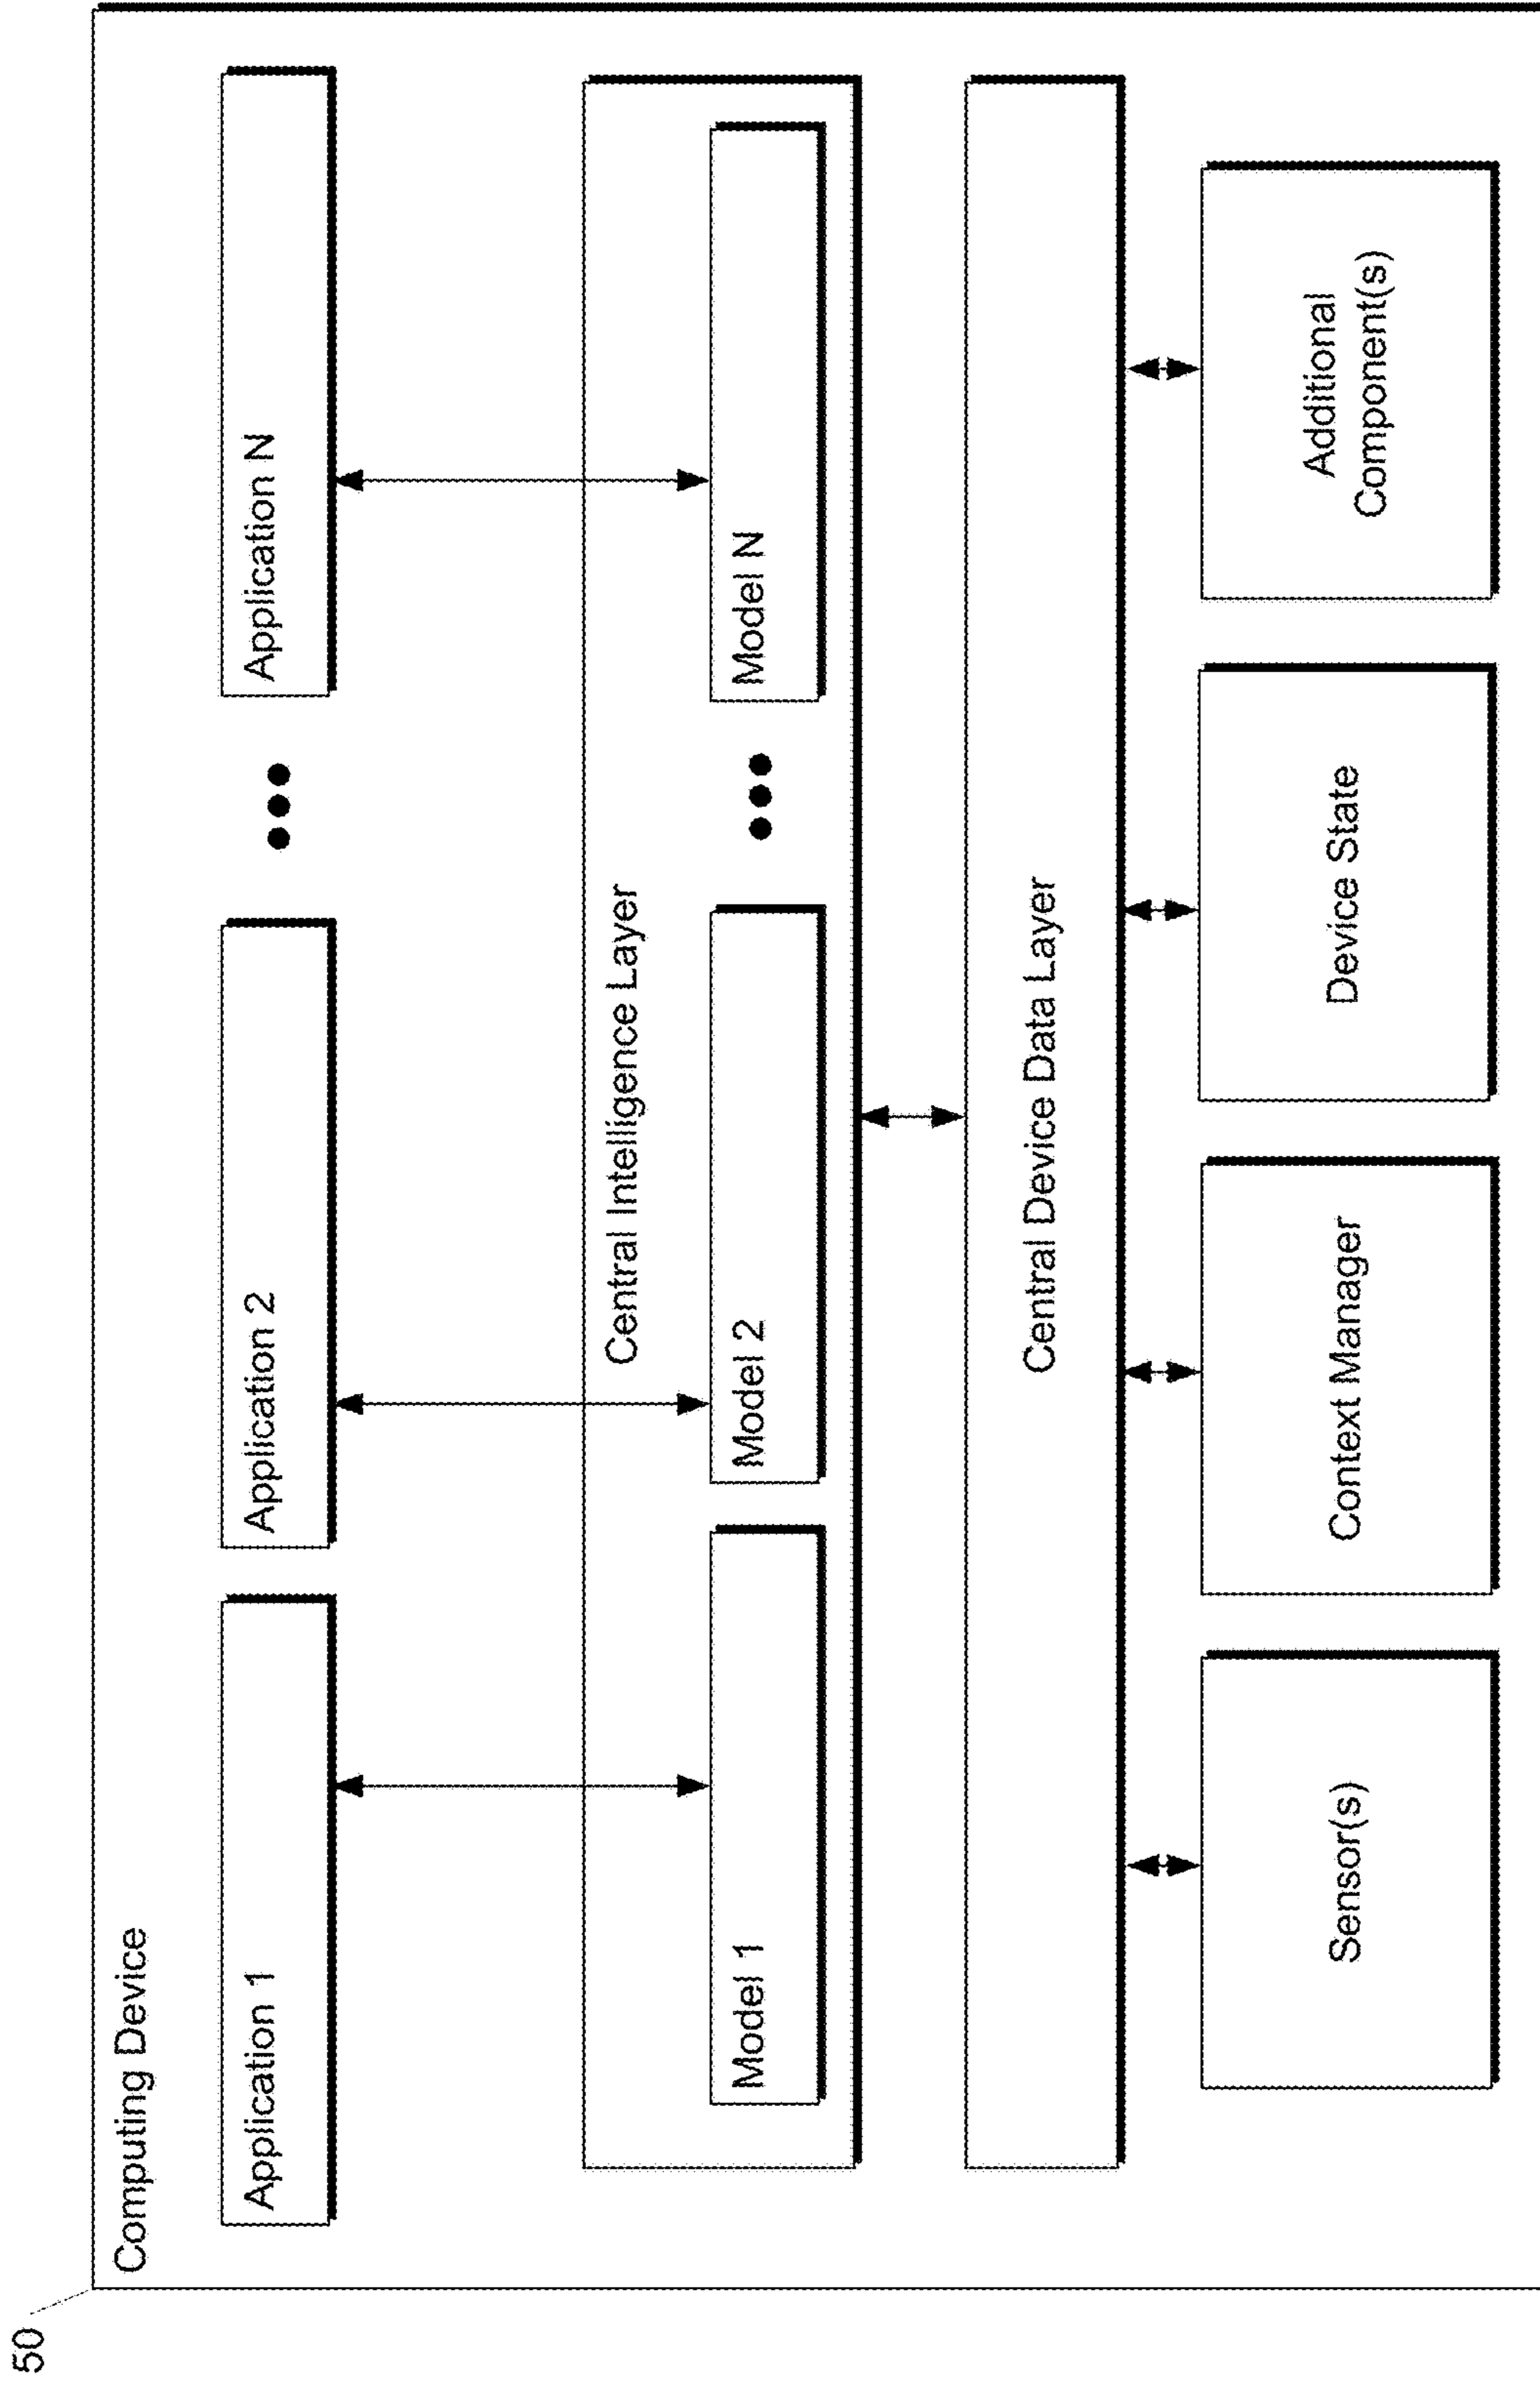 50
Computing Device
Application 1
Application 2
Application N
Central Intelligence Layer
Model 1
Model 2
Model N
Central Device Data Layer
Sensor(s)
Context Manager
Device State
Additional
Component(s)